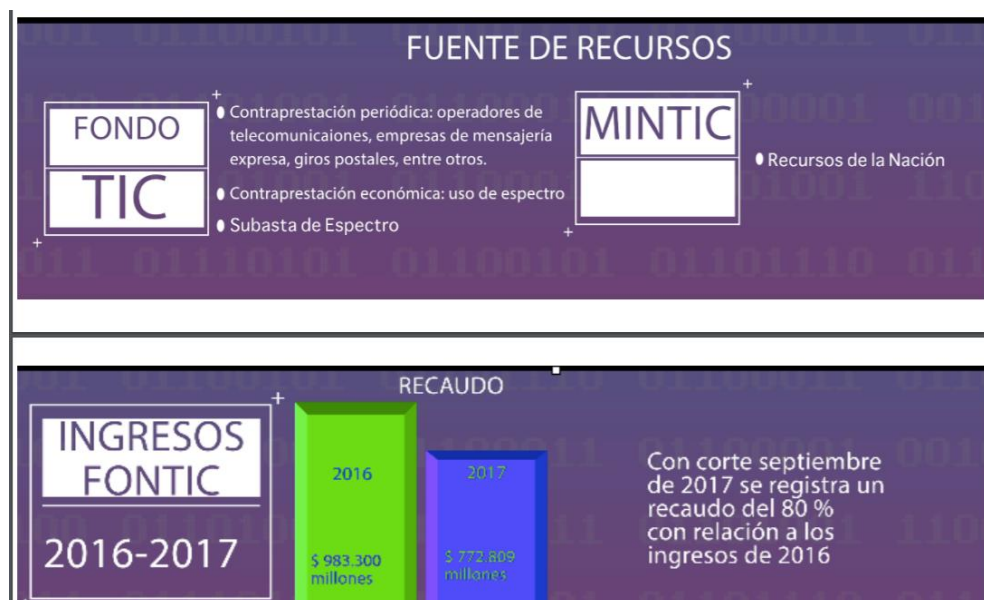 FUENTE DE RECURSOS
FONDO
TIC
Contraprestación periódica: operadores de
telecomunicaiones, empresas de mensajería
expresa, giros postales, entre otros.
Contraprestación económica: uso de espectro
Subasta de Espectro
MINTIC
Recursos de la Nación
RECAUDO
INGRESOS
FONTIC
2016-2017
2016
$ 983.300
millones
2017
$ 772.809
millones
Con corte septiembre
de 2017 se registra un
recaudo del 80 %
con relación a los
ingresos de 2016